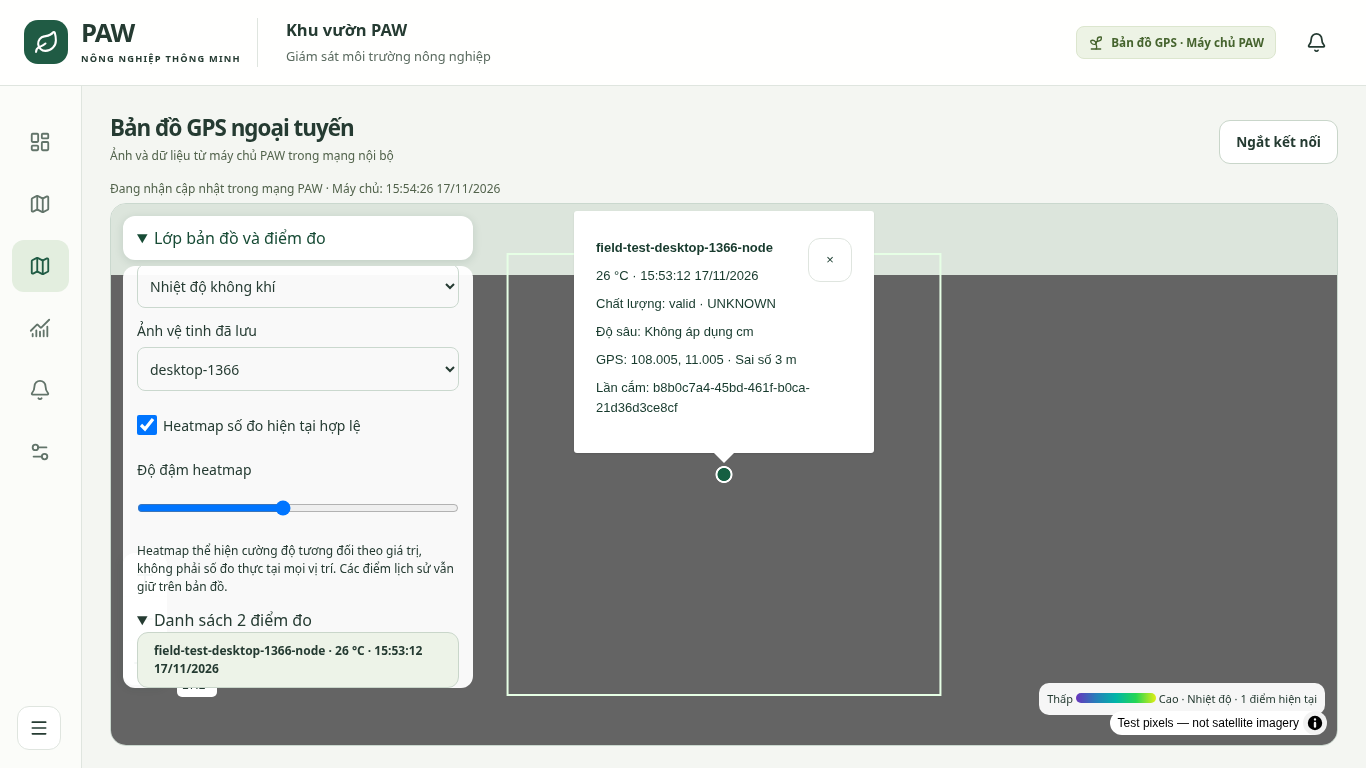 PAW
NÔNG NGHIỆP THÔNG MINH
Khu vườn PAW
Giám sát môi trường nông nghiệp
Bản đồ GPS · Máy chủ PAW
Bản đồ GPS ngoại tuyến
Ảnh và dữ liệu từ máy chủ PAW trong mạng nội bộ
Ngắt kết nối
Đang nhận cập nhật trong mạng PAW · Máy chủ: 15:54:26 17/11/2026
▼ Lớp bản đồ và điểm đo
Nhiệt độ không khí
Ảnh vệ tinh đã lưu
desktop-1366
Heatmap số đo hiện tại hợp lệ
Độ đậm heatmap
Heatmap thể hiện cường độ tương đối theo giá trị,
không phải số đo thực tại mọi vị trí. Các điểm lịch sử vẫn
giữ trên bản đồ.
▼ Danh sách 2 điểm đo
field-test-desktop-1366-node · 26 °C · 15:53:12
17/11/2026
field-test-desktop-1366-node
×
26 °C · 15:53:12 17/11/2026
Chất lượng: valid · UNKNOWN
Độ sâu: Không áp dụng cm
GPS: 108.005, 11.005 · Sai số 3 m
Lần cắm: b8b0c7a4-45bd-461f-b0ca-
21d36d3ce8cf
Thấp Cao · Nhiệt độ · 1 điểm hiện tại
Test pixels — not satellite imagery